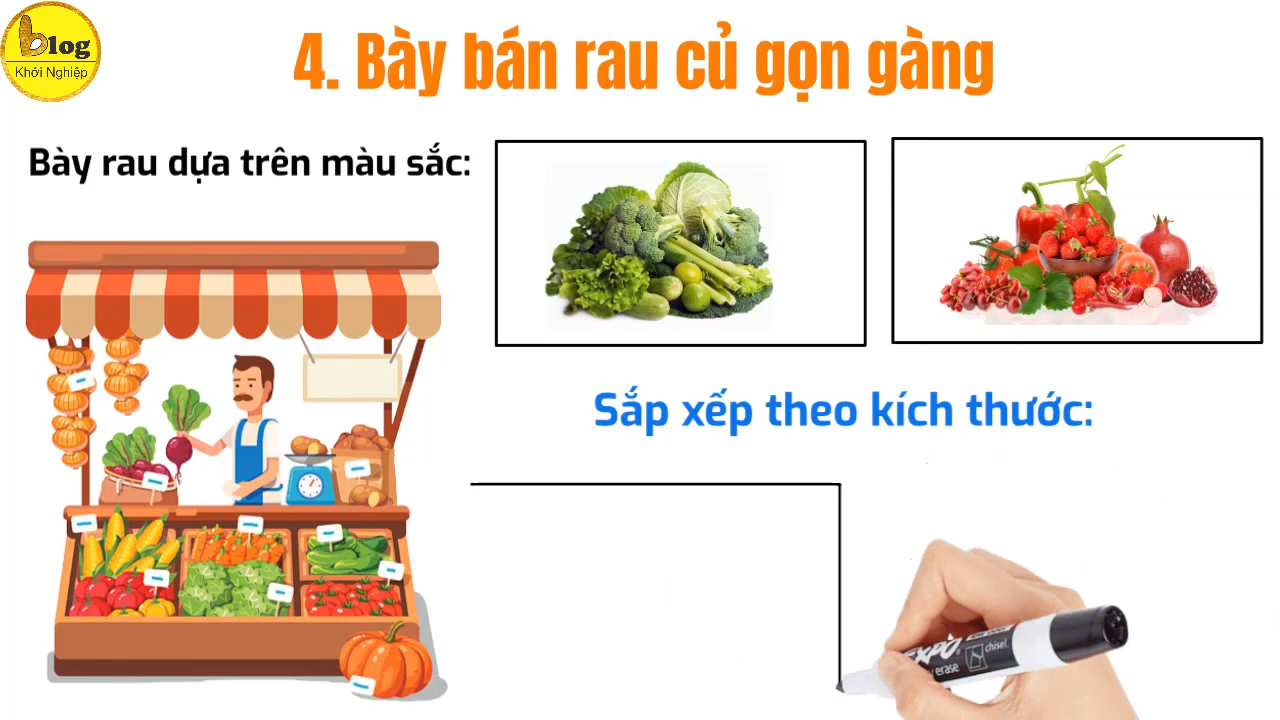 blog
Khởi Nghiệp
4. Bày bán rau củ gọn gàng
Bày rau dựa trên màu sắc:
Sắp xếp theo kích thước:
EXPO
chisel
erase